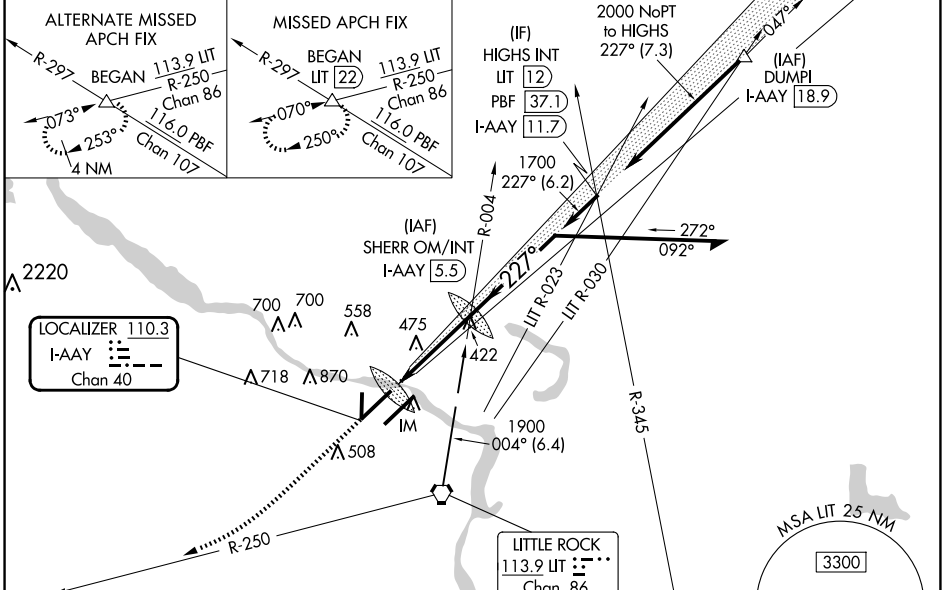 ALTERNATE MISSED
APCH FIX
R-297
BEGAN
113.9 LIT
R-250
Chan 86
073°
253°
4 NM
116.0 PBF
Chan 107
MISSED APCH FIX
R-297
BEGAN
LIT 22
113.9 LIT
R-250
Chan 86
070°
250°
116.0 PBF
Chan 107
(IF)
HIGHS INT
LIT 12
PBF 37.1
I-AAY 11.7
2000 NoPT
to HIGHS
227° (7.3)
047°
(IAF)
DUMPI
I-AAY 18.9
1700
227° (6.2)
R-004
(IAF)
SHERR OM/INT
I-AAY 5.5
227°
272°
092°
LIT R-023
LIT R-030
2220
700
700
558
475
422
LOCALIZER 110.3
I-AAY
Chan 40
718
870
IM
508
1900
004° (6.4)
R-345
R-250
LITTLE ROCK
113.9 LIT
Chan 86
MSA LIT 25 NM
3300